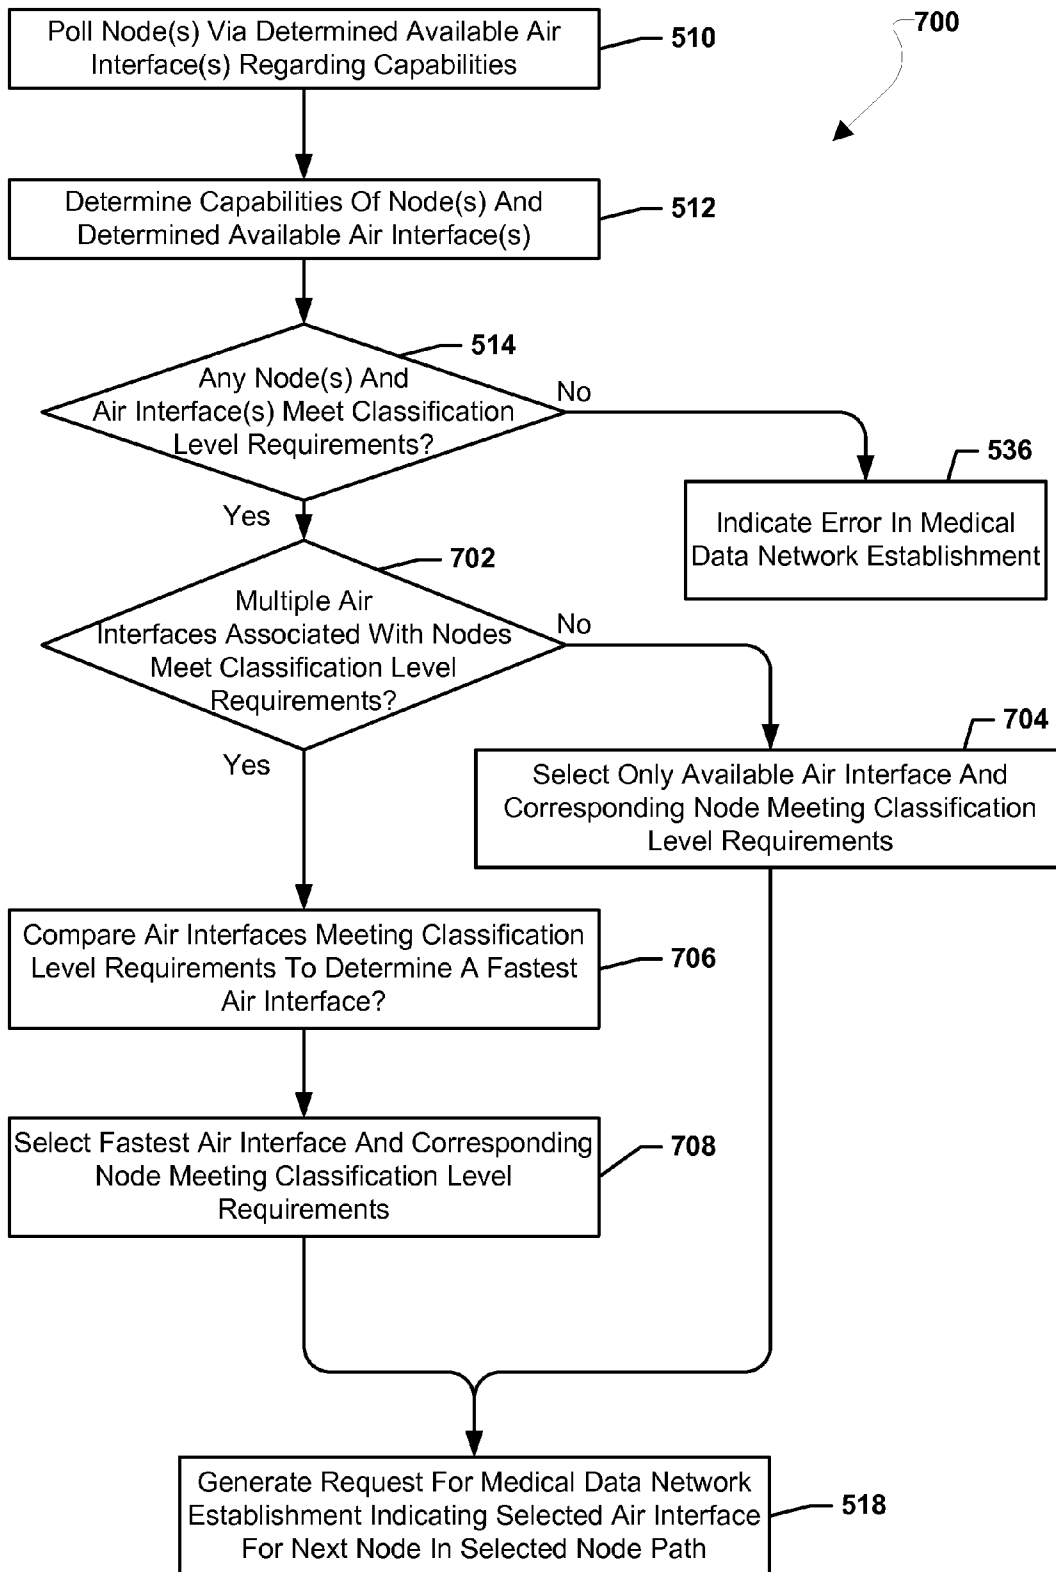 700
Poll Node(s) Via Determined Available Air
Interface(s) Regarding Capabilities
510
Determine Capabilities Of Node(s) And
Determined Available Air Interface(s)
512
514
Any Node(s) And
Air Interface(s) Meet Classification
Level Requirements?
No
Yes
536
Indicate Error In Medical
Data Network Establishment
702
Multiple Air
Interfaces Associated With Nodes
Meet Classification Level
Requirements?
No
Yes
704
Select Only Available Air Interface And
Corresponding Node Meeting Classification
Level Requirements
Compare Air Interfaces Meeting Classification
Level Requirements To Determine A Fastest
Air Interface?
706
Select Fastest Air Interface And Corresponding
Node Meeting Classification Level
Requirements
708
Generate Request For Medical Data Network
Establishment Indicating Selected Air Interface
For Next Node In Selected Node Path
518